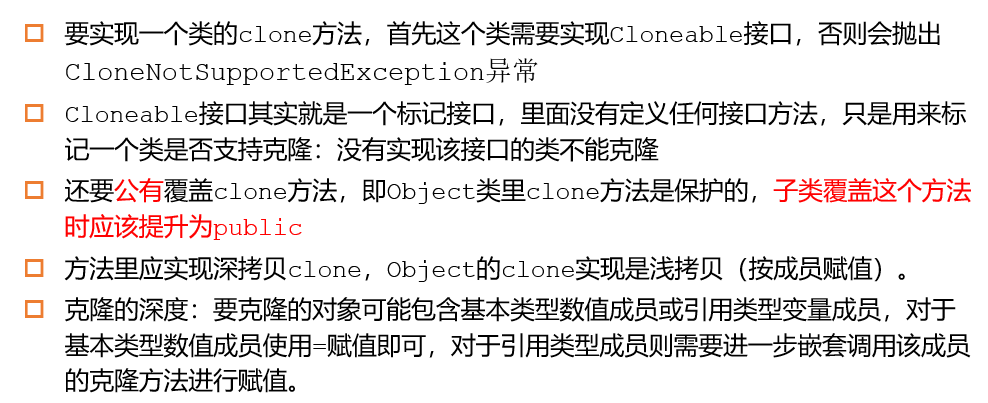 要实现一个类的clone方法，首先这个类需要实现Cloneable接口，否则会抛出
CloneNotSupportedException异常
Cloneable接口其实就是一个标记接口，里面没有定义任何接口方法，只是用来标
记一个类是否支持克隆：没有实现该接口的类不能克隆
还要公有覆盖clone方法，即Object类里clone方法是保护的，子类覆盖这个方法
时应该提升为public
方法里应实现深拷贝clone，Object的clone实现是浅拷贝（按成员赋值）。
克隆的深度：要克隆的对象可能包含基本类型数值成员或引用类型变量成员，对于
基本类型数值成员使用=赋值即可，对于引用类型成员则需要进一步嵌套调用该成员
的克隆方法进行赋值。